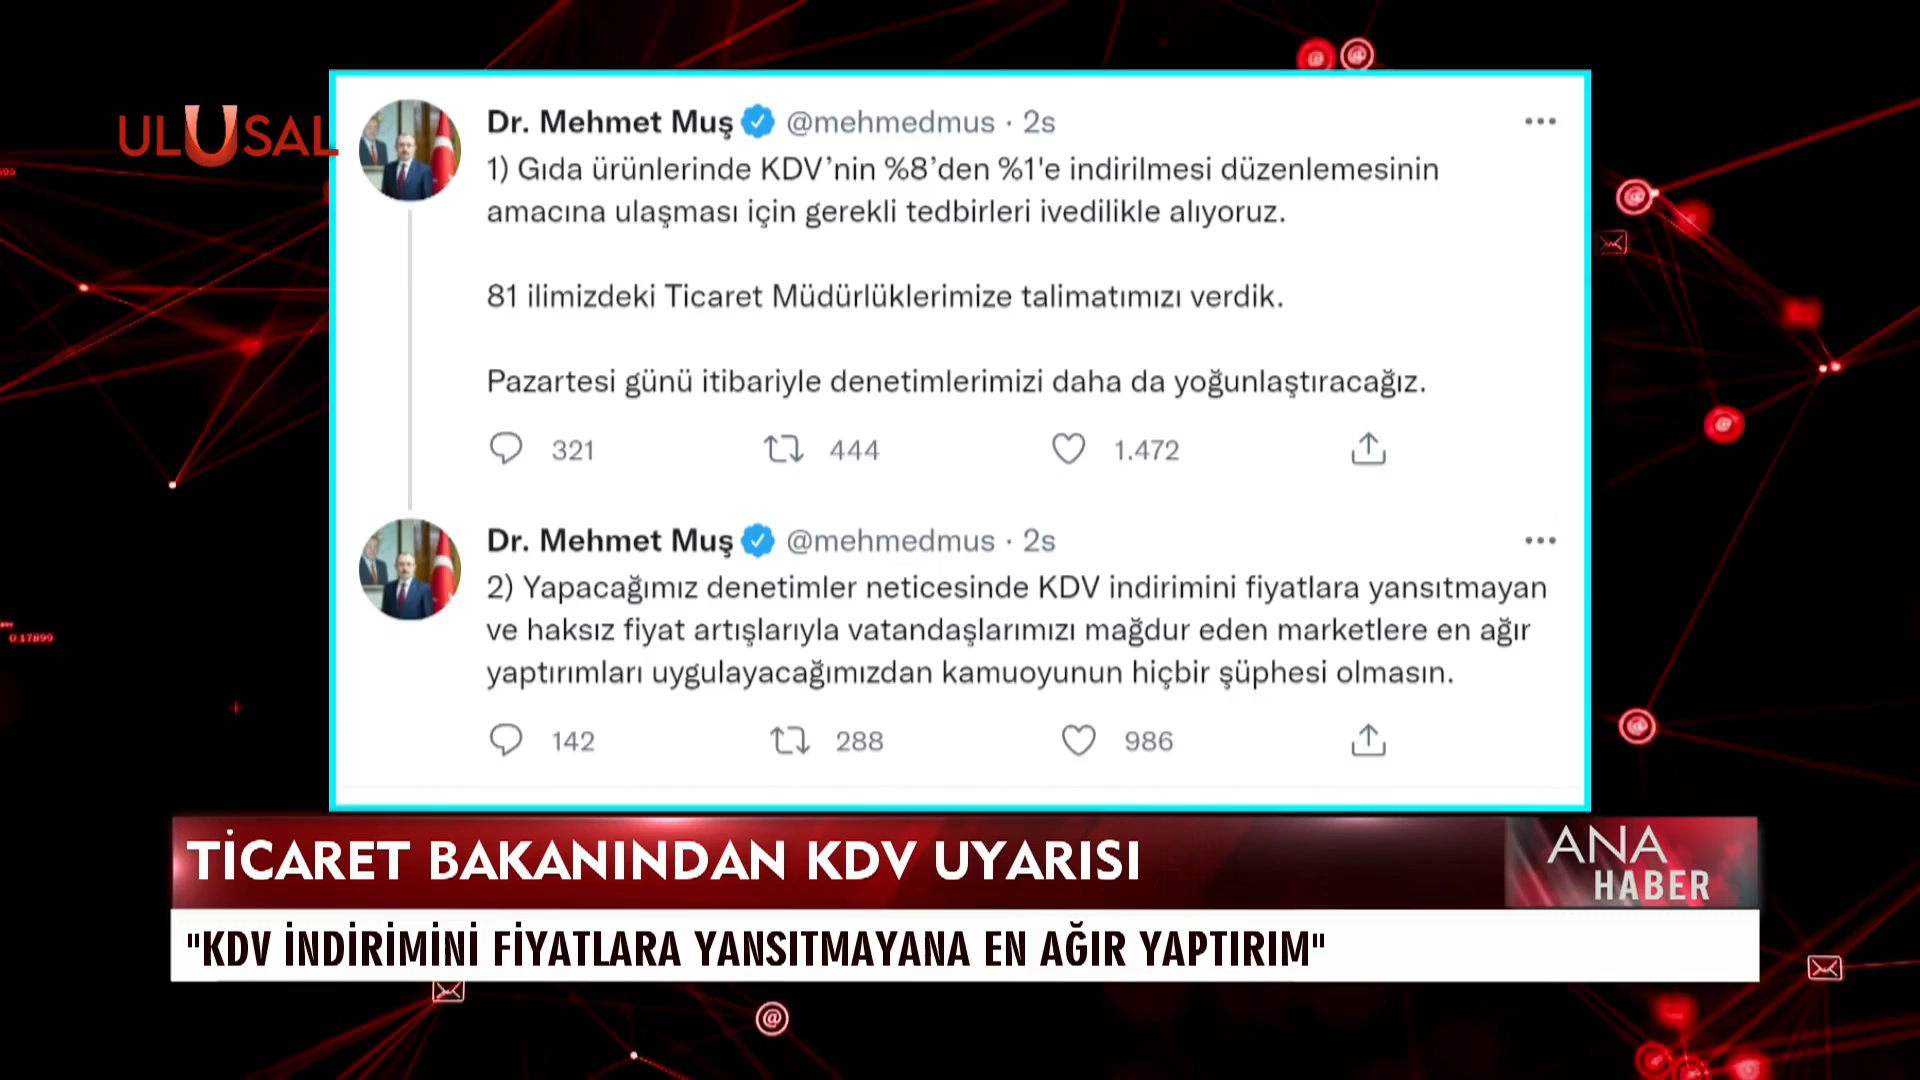 ULUSAL
Dr. Mehmet Muş @mehmedmus · 2s
1) Gıda ürünlerinde KDV’nin %8’den %1'e indirilmesi düzenlemesinin
amacına ulaşması için gerekli tedbirleri ivedilikle alıyoruz.
81 ilimizdeki Ticaret Müdürlüklerimize talimatımızı verdik.
Pazartesi günü itibariyle denetimlerimizi daha da yoğunlaştıracağız.
321 444 1.472
Dr. Mehmet Muş @mehmedmus · 2s
2) Yapacağımız denetimler neticesinde KDV indirimini fiyatlara yansıtmayan
ve haksız fiyat artışlarıyla vatandaşlarımızı mağdur eden marketlere en ağır
yaptırımları uygulayacağımızdan kamuoyunun hiçbir şüphesi olmasın.
142 288 986
0.17899
TİCARET BAKANINDAN KDV UYARISI
ANA
HABER
"KDV İNDİRİMİNİ FİYATLARA YANSITMAYANA EN AĞIR YAPTIRIM"